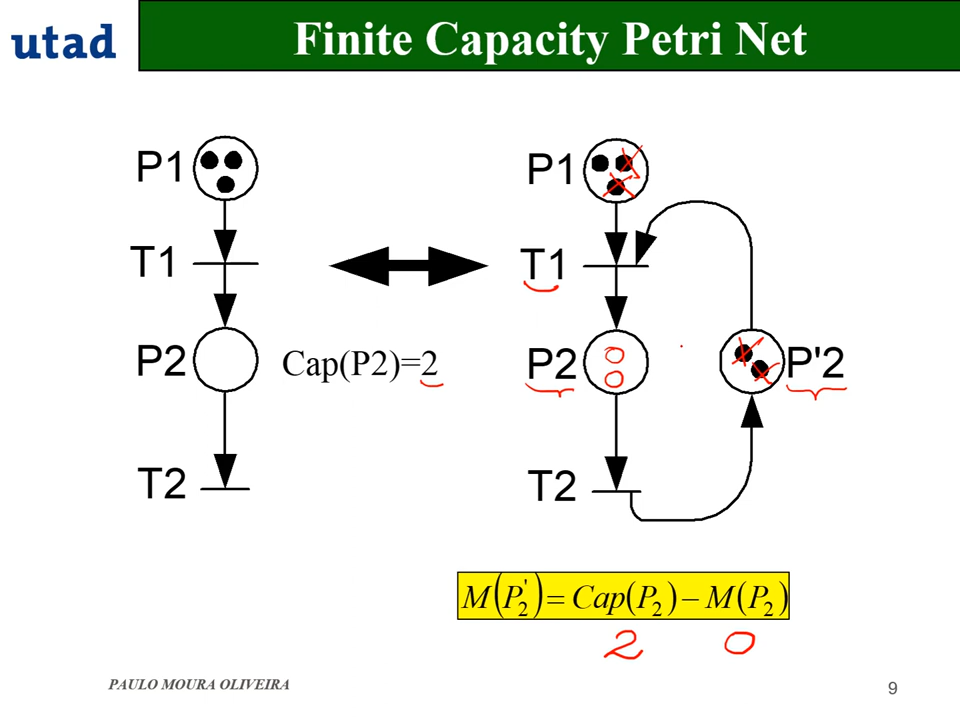 utad
Finite Capacity Petri Net
P1
T1
P2
Cap(P2)=2
T2
P1
T1
P2
P'2
T2
M(P₂') = Cap(P₂) − M(P₂)
2 0
PAULO MOURA OLIVEIRA
9